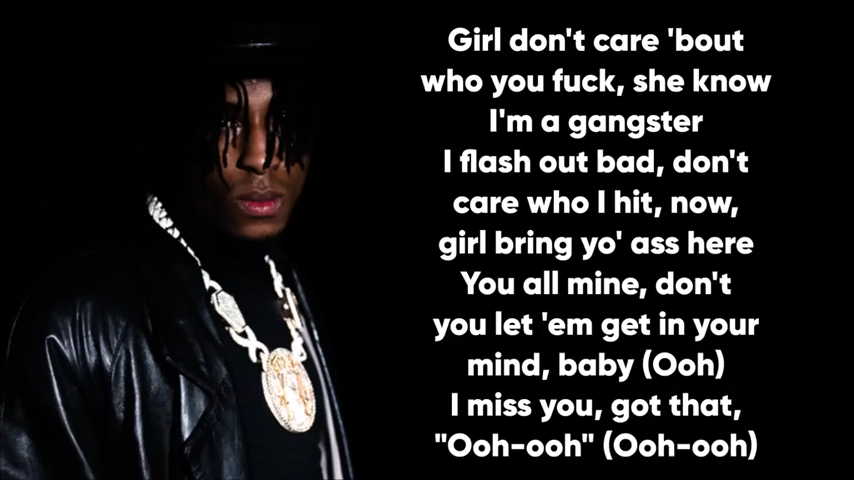 Girl don't care 'bout
who you fuck, she know
I'm a gangster
I flash out bad, don't
care who I hit, now,
girl bring yo' ass here
You all mine, don't
you let 'em get in your
mind, baby (Ooh)
I miss you, got that,
"Ooh-ooh" (Ooh-ooh)